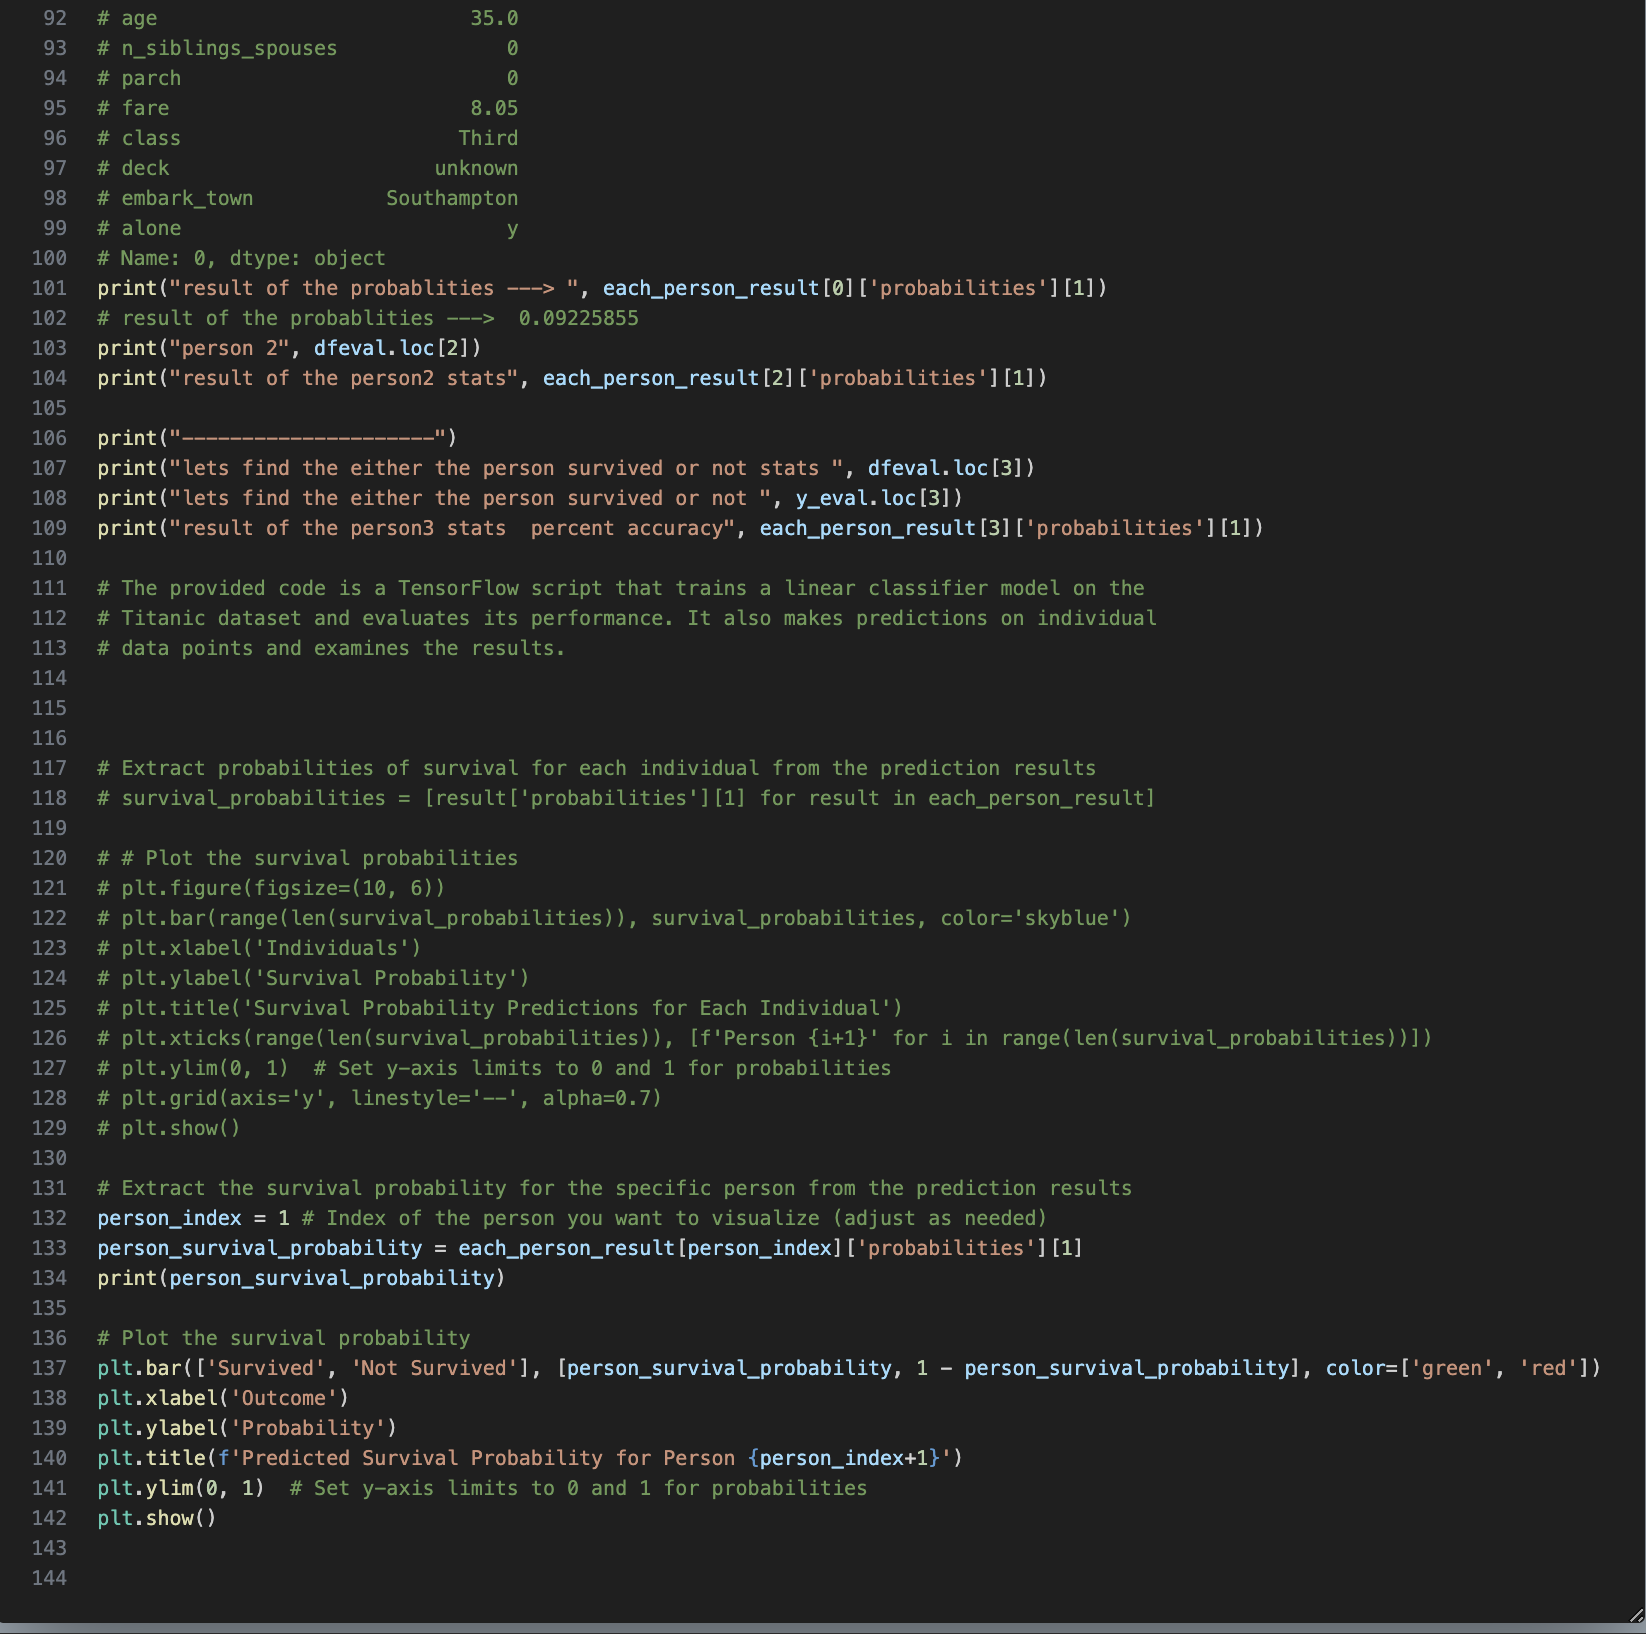 92 # age                          35.0
93 # n_siblings_spouses              0
94 # parch                           0
95 # fare                         8.05
96 # class                       Third
97 # deck                      unknown
98 # embark_town           Southampton
99 # alone                           y
100 # Name: 0, dtype: object
101 print("result of the probablities ---> ", each_person_result[0]['probabilities'][1])
102 # result of the probablities --->  0.09225855
103 print("person 2", dfeval.loc[2])
104 print("result of the person2 stats", each_person_result[2]['probabilities'][1])
105
106 print("---------------------")
107 print("lets find the either the person survived or not stats ", dfeval.loc[3])
108 print("lets find the either the person survived or not ", y_eval.loc[3])
109 print("result of the person3 stats  percent accuracy", each_person_result[3]['probabilities'][1])
110
111 # The provided code is a TensorFlow script that trains a linear classifier model on the
112 # Titanic dataset and evaluates its performance. It also makes predictions on individual
113 # data points and examines the results.
114
115
116
117 # Extract probabilities of survival for each individual from the prediction results
118 # survival_probabilities = [result['probabilities'][1] for result in each_person_result]
119
120 # # Plot the survival probabilities
121 # plt.figure(figsize=(10, 6))
122 # plt.bar(range(len(survival_probabilities)), survival_probabilities, color='skyblue')
123 # plt.xlabel('Individuals')
124 # plt.ylabel('Survival Probability')
125 # plt.title('Survival Probability Predictions for Each Individual')
126 # plt.xticks(range(len(survival_probabilities)), [f'Person {i+1}' for i in range(len(survival_probabilities))])
127 # plt.ylim(0, 1)  # Set y-axis limits to 0 and 1 for probabilities
128 # plt.grid(axis='y', linestyle='--', alpha=0.7)
129 # plt.show()
130
131 # Extract the survival probability for the specific person from the prediction results
132 person_index = 1 # Index of the person you want to visualize (adjust as needed)
133 person_survival_probability = each_person_result[person_index]['probabilities'][1]
134 print(person_survival_probability)
135
136 # Plot the survival probability
137 plt.bar(['Survived', 'Not Survived'], [person_survival_probability, 1 - person_survival_probability], color=['green', 'red'])
138 plt.xlabel('Outcome')
139 plt.ylabel('Probability')
140 plt.title(f'Predicted Survival Probability for Person {person_index+1}')
141 plt.ylim(0, 1)  # Set y-axis limits to 0 and 1 for probabilities
142 plt.show()
143
144